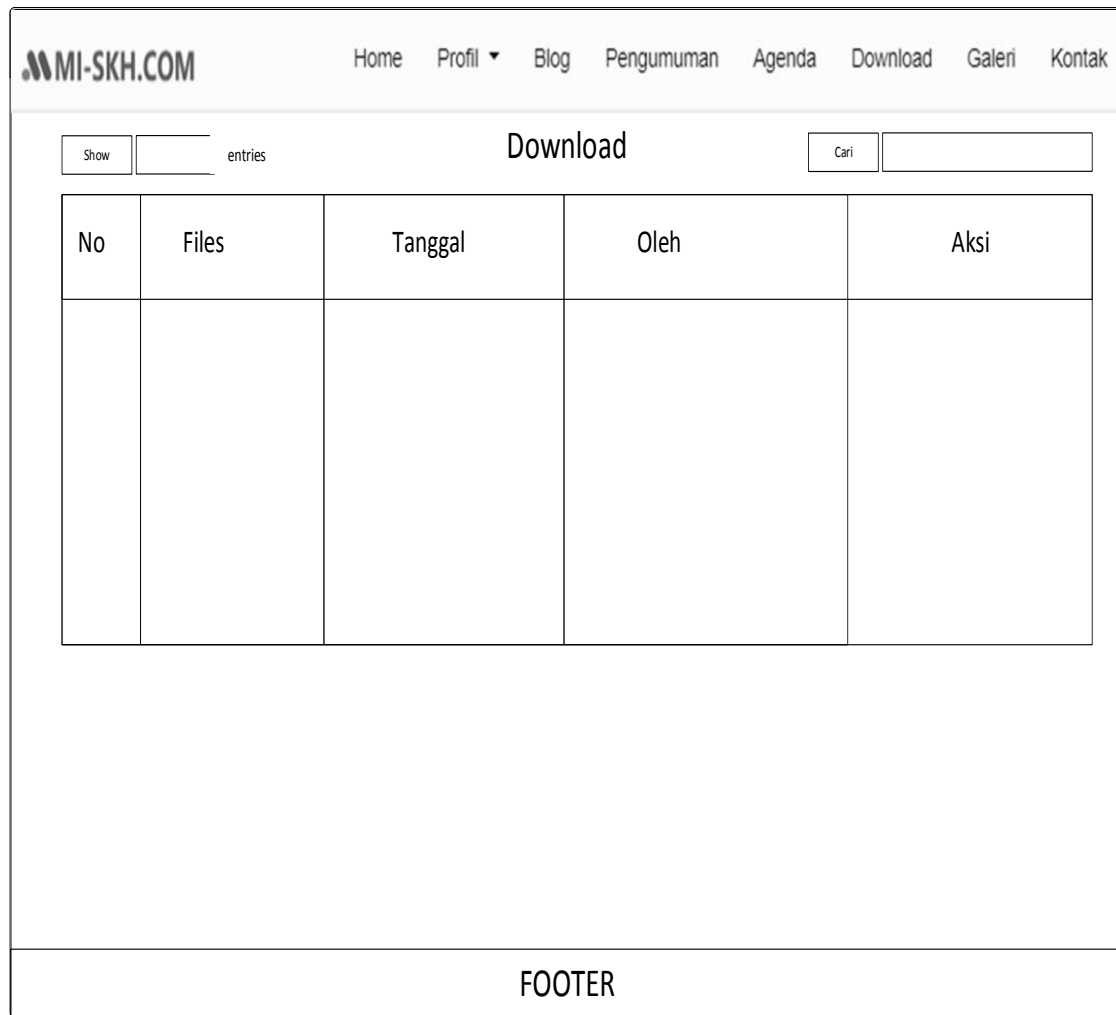 MI-SKH.COM Home Profil Blog Pengumuman Agenda Download Galeri Kontak
Show entries Download Cari
No Files Tanggal Oleh Aksi
FOOTER